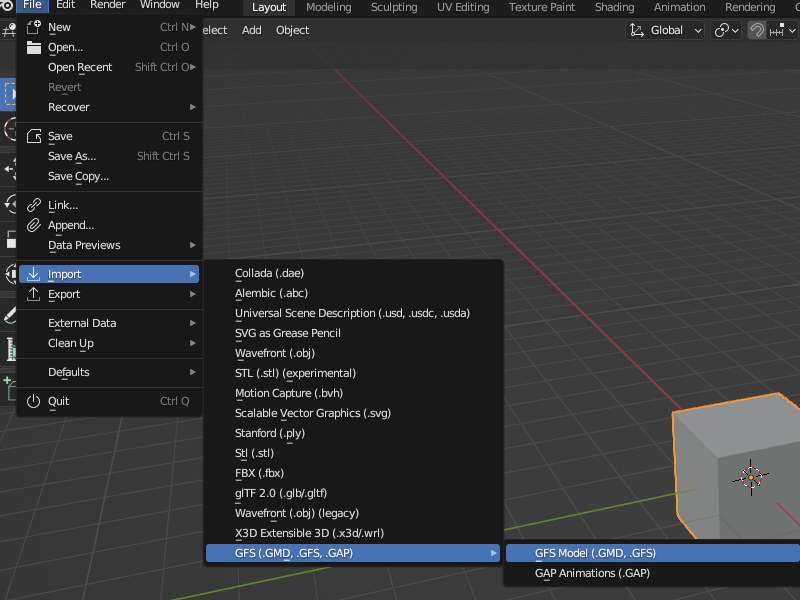 File Edit Render Window Help Layout Modeling Sculpting UV Editing Texture Paint Shading Animation Rendering
Add Object Global
New Ctrl N
Open... Ctrl O
Open Recent Shift Ctrl O
Revert
Recover
Save Ctrl S
Save As... Shift Ctrl S
Save Copy...
Link...
Append...
Data Previews
Import
Export
External Data
Clean Up
Defaults
Quit Ctrl Q
Collada (.dae)
Alembic (.abc)
Universal Scene Description (.usd, .usdc, .usda)
SVG as Grease Pencil
Wavefront (.obj)
STL (.stl) (experimental)
Motion Capture (.bvh)
Scalable Vector Graphics (.svg)
Stanford (.ply)
Stl (.stl)
FBX (.fbx)
glTF 2.0 (.glb/.gltf)
Wavefront (.obj) (legacy)
X3D Extensible 3D (.x3d/.wrl)
GFS (.GMD, .GFS, .GAP)
GFS Model (.GMD, .GFS)
GAP Animations (.GAP)